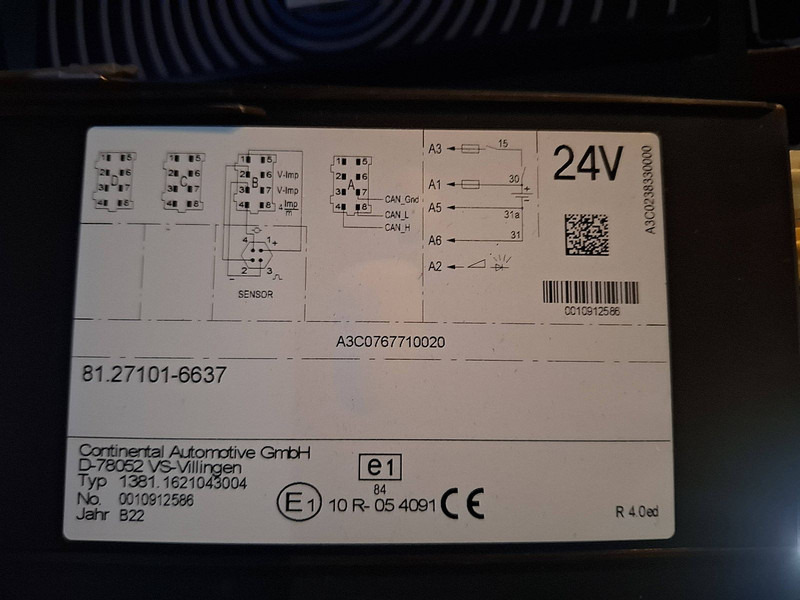 1 5
2 6
3 D 7
4 8
1 5
2 6
3 C 7
4 8
1 5
2 6 V-Imp
3 B 7 V-Imp
4 8 4 Imp/m
4 1 +
- 2 3
SENSOR
1 5
2 6
3 A 7 CAN_Gnd
4 8 CAN_L
CAN_H
A3 15
A1 30
+
-
A5 31a
A6 31
A2
24V
A3C0238330000
0010912586
A3C0767710020
81.27101-6637
Continental Automotive GmbH
D-78052 VS-Villingen
Typ 1381.1621043004
No. 0010912586
Jahr B22
e1
84
E1 10 R- 05 4091 CE
R 4.0ed